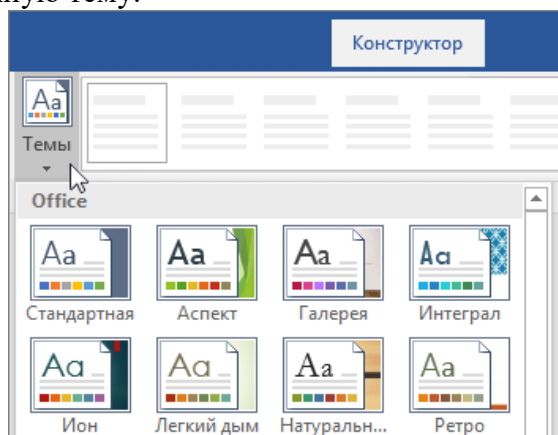 тему.
Конструктор
Aa
Темы
Office
Aa Aa Aa Aa
Стандартная Аспект Галерея Интеграл
Aa Aa Aa Aa
Ион Легкий дым Натуральн... Ретро